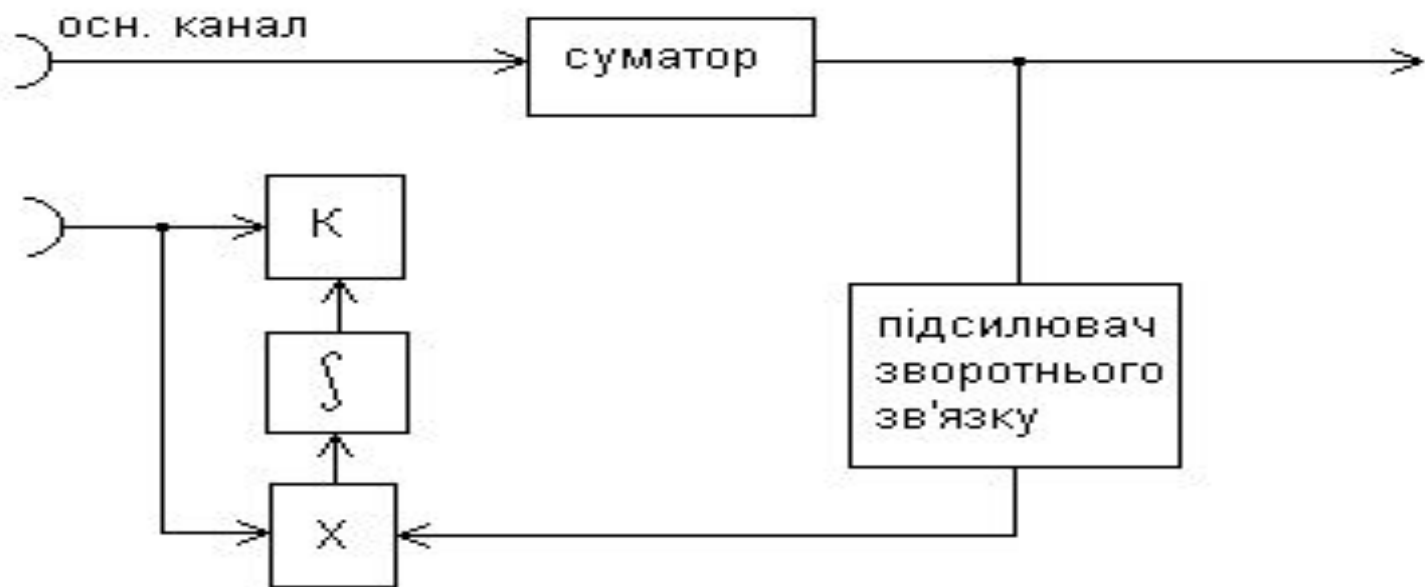 осн. канал
суматор
К
∫
Х
підсилювач
зворотнього
зв'язку